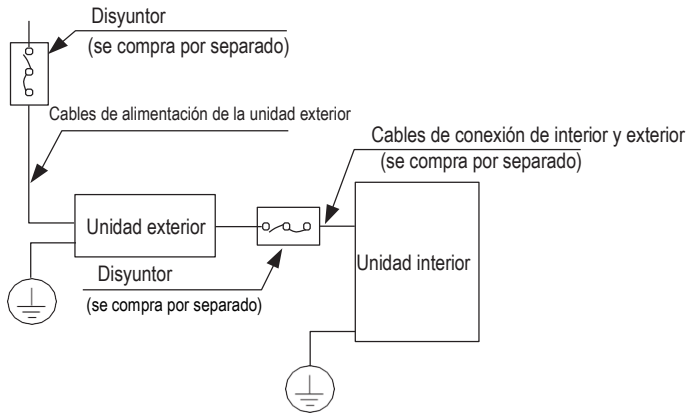 Disyuntor
(se compra por separado)
Cables de alimentación de la unidad exterior
Cables de conexión de interior y exterior
(se compra por separado)
Unidad exterior
Unidad interior
Disyuntor
(se compra por separado)